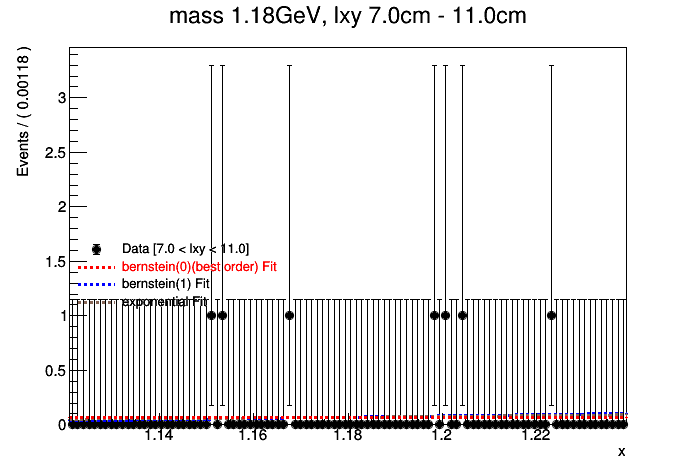 mass 1.18GeV, lxy 7.0cm - 11.0cm
Events / ( 0.00118 )
3
2.5
2
1.5
1
0.5
0
Data [7.0 < lxy < 11.0]
bernstein(0)(best order) Fit
bernstein(1) Fit
exponential Fit
1.14
1.16
1.18
1.2
1.22
x